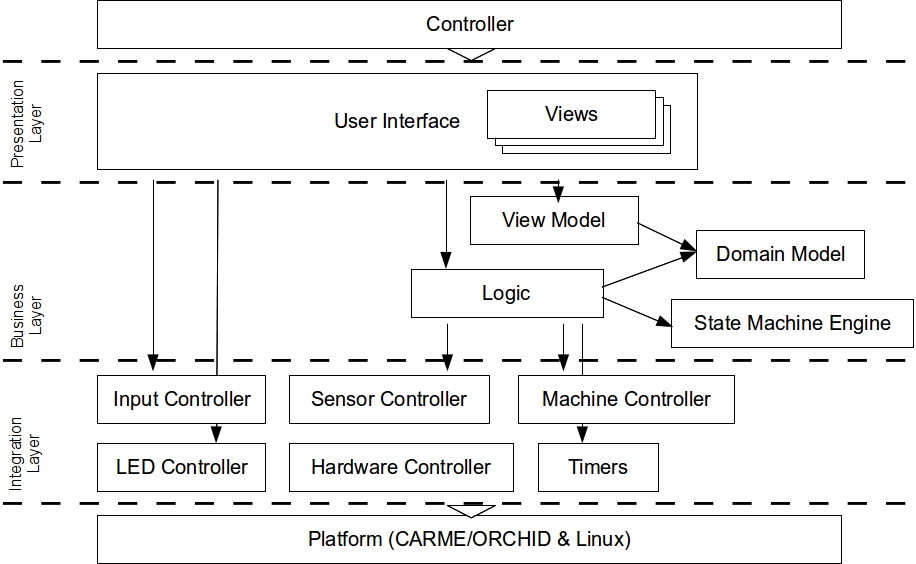 Controller
Presentation
Layer
User Interface
Views
Business
Layer
View Model
Domain Model
Logic
State Machine Engine
Integration
Layer
Input Controller
Sensor Controller
Machine Controller
LED Controller
Hardware Controller
Timers
Platform (CARME/ORCHID & Linux)